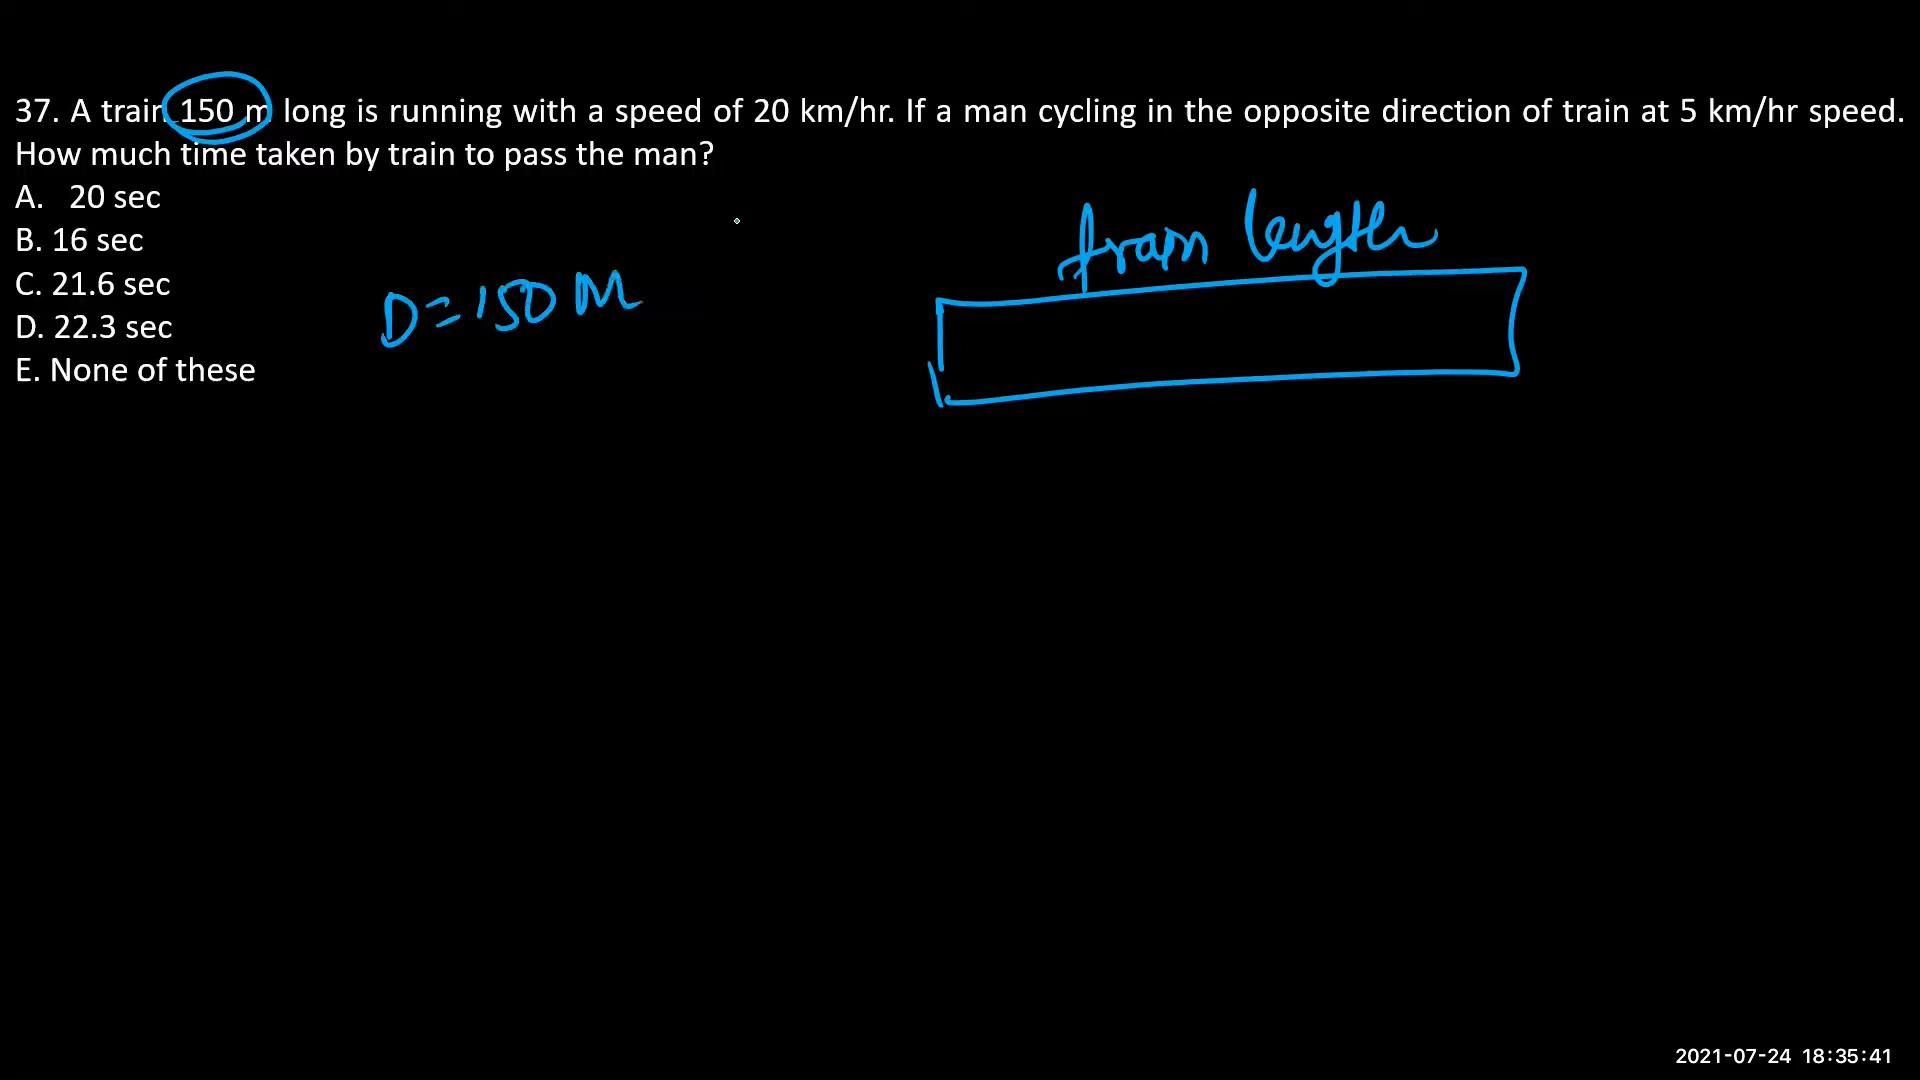 37. A train 150 m long is running with a speed of 20 km/hr. If a man cycling in the opposite direction of train at 5 km/hr speed.
How much time taken by train to pass the man?
A. 20 sec
B. 16 sec
C. 21.6 sec
D. 22.3 sec
E. None of these
train length
D=150 M
2021-07-24 18:35:41